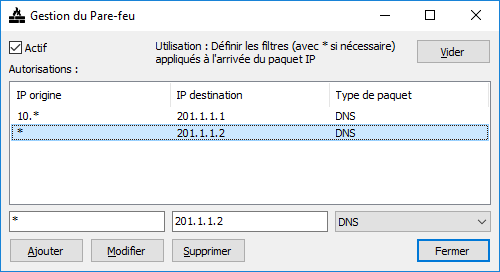 Gestion du Pare-feu
Actif
Utilisation : Définir les filtres (avec * si nécessaire)
appliqués à l'arrivée du paquet IP
Vider
Autorisations :
IP origine IP destination Type de paquet
10.* 201.1.1.1 DNS
* 201.1.1.2 DNS
* 201.1.1.2 DNS
Ajouter Modifier Supprimer Fermer